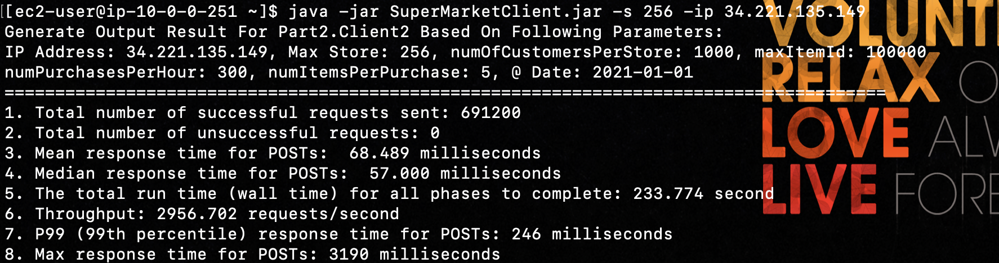 [[ec2-user@ip-10-0-0-251 ~]$ java -jar SuperMarketClient.jar -s 256 -ip 34.221.135.149
Generate Output Result For Part2.Client2 Based On Following Parameters:
IP Address: 34.221.135.149, Max Store: 256, numOfCustomersPerStore: 1000, maxItemId: 100000
numPurchasesPerHour: 300, numItemsPerPurchase: 5, @ Date: 2021-01-01
=======================================================================================
1. Total number of successful requests sent: 691200
2. Total number of unsuccessful requests: 0
3. Mean response time for POSTs:  68.489 milliseconds
4. Median response time for POSTs:  57.000 milliseconds
5. The total run time (wall time) for all phases to complete: 233.774 second
6. Throughput: 2956.702 requests/second
7. P99 (99th percentile) response time for POSTs: 246 milliseconds
8. Max response time for POSTs: 3190 milliseconds
VOLUNT
RELAX O
LOVE ALW
LIVE FORE